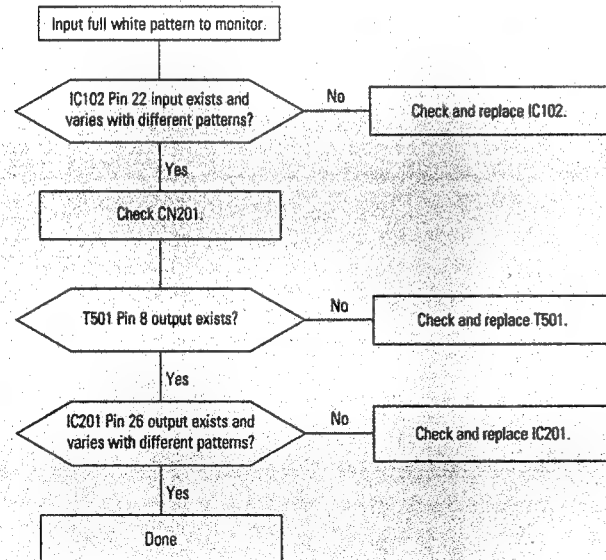 Input full white pattern to monitor.
IC102 Pin 22 input exists and
varies with different patterns?
No
Check and replace IC102.
Yes
Check CN201.
T501 Pin 8 output exists?
No
Check and replace T501.
Yes
IC201 Pin 26 output exists and
varies with different patterns?
No
Check and replace IC201.
Yes
Done